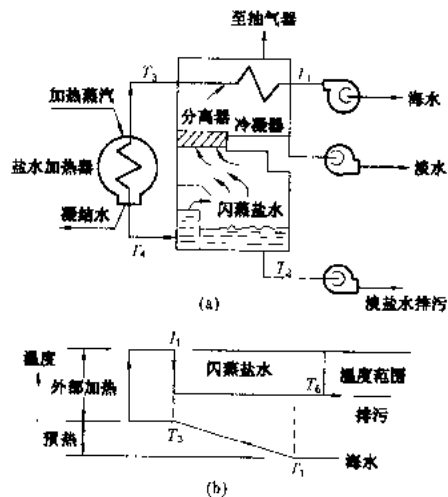 至抽气器
T₃
T₁
加热蒸汽
分离器
冷凝器
海水
盐水加热器
淡水
闪蒸盐水
凝结水
T₄
T₂
浓盐水排污
(a)
温度
外部加热
闪蒸盐水
温度范围
T₆
排污
预热
T₃
T₁
海水
(b)